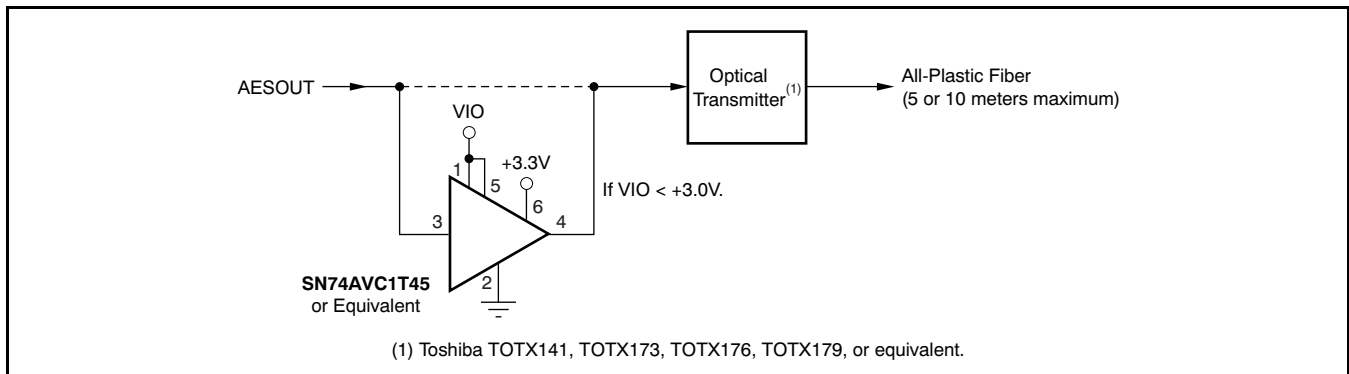 AESOUT
Optical
Transmitter(1)
All-Plastic Fiber
(5 or 10 meters maximum)
VIO
+3.3V
1
5
6
If VIO < +3.0V.
3
4
2
SN74AVC1T45
or Equivalent
(1) Toshiba TOTX141, TOTX173, TOTX176, TOTX179, or equivalent.